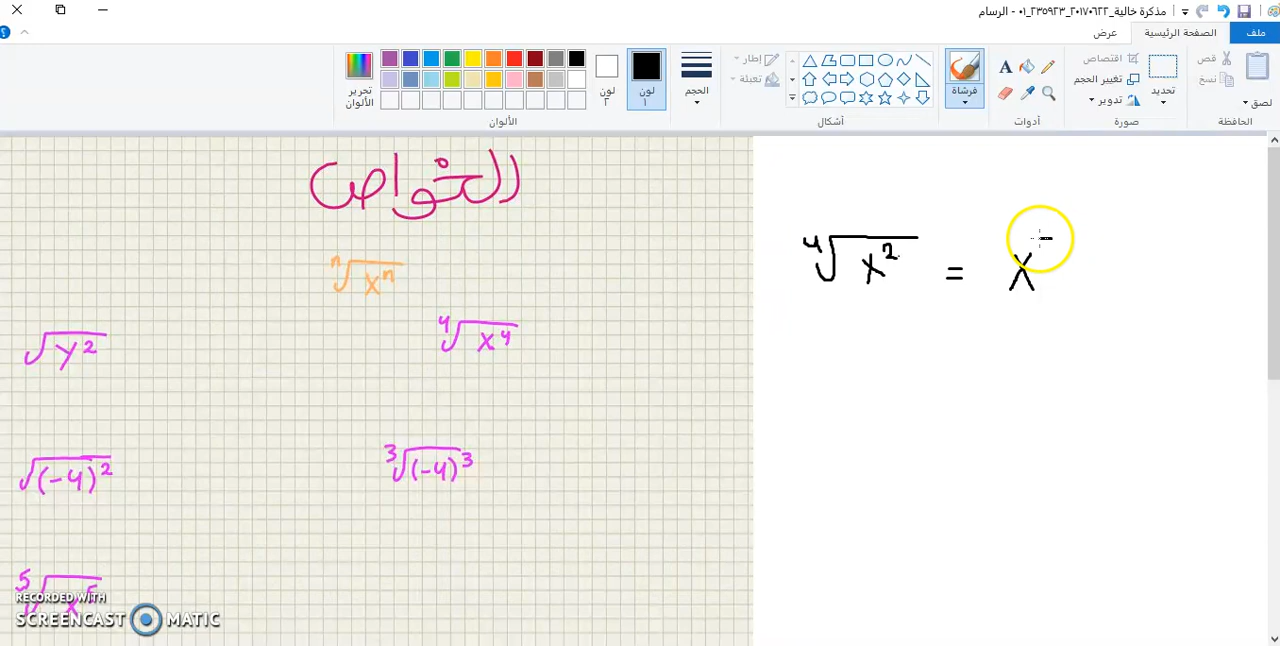 مذكرة خالية_٢٠١٧٠٦٢٢_٢٣٥٩٢٣_٠١ - الرسام
ملف
الصفحة الرئيسية
عرض
لصق
قص
نسخ
الحافظة
تحديد
اقتصاص
تغيير الحجم
تدوير
صورة
A
أدوات
فرشاة
إطار
تعبئة
أشكال
الحجم
لون ١
لون ٢
تحرير الألوان
الألوان
الخواص
ⁿ√xⁿ
√y²
⁴√x⁴
√(-4)²
³√(-4)³
⁵√x⁵
⁴√x² = x
RECORDED WITH
SCREENCAST MATIC